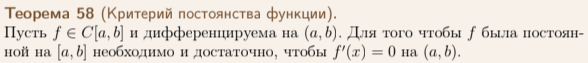 Теорема 58 (Критерий постоянства функции).
Пусть f ∈ C[a, b] и дифференцируема на (a, b). Для того чтобы f была постоян-
ной на [a, b] необходимо и достаточно, чтобы f′(x) = 0 на (a, b).